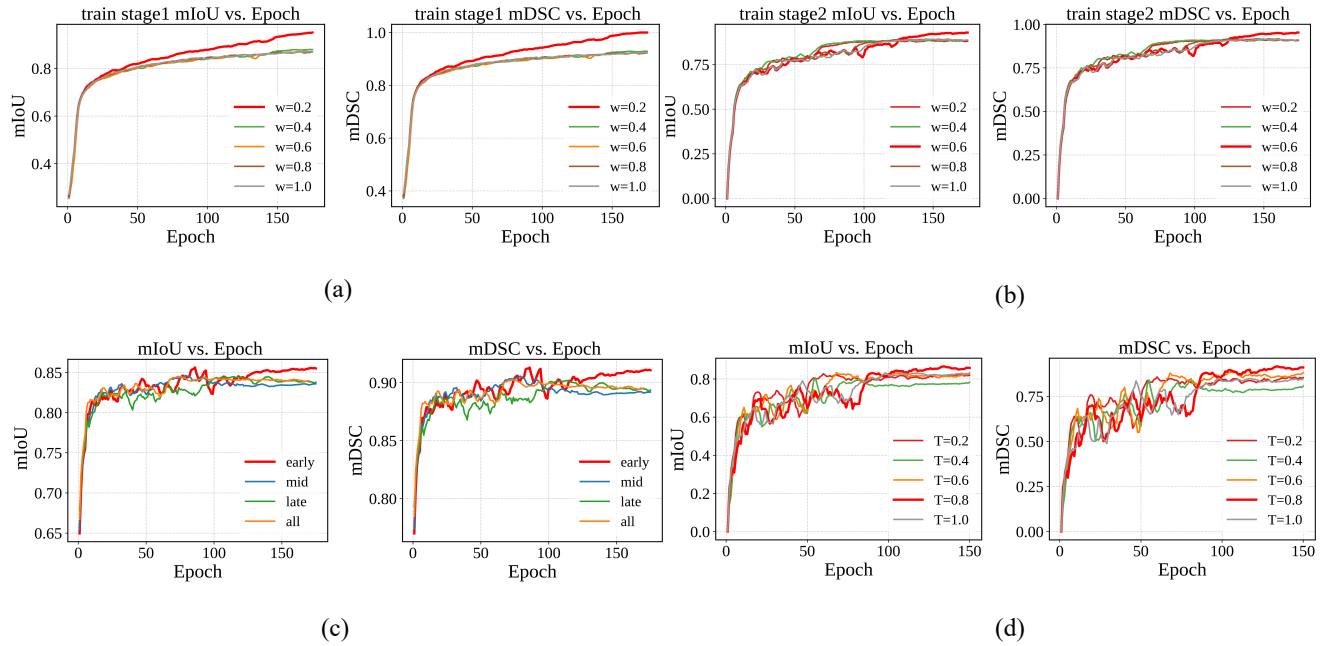 train stage1 mIoU vs. Epoch
mIoU
0.8
0.6
0.4
w=0.2
w=0.4
w=0.6
w=0.8
w=1.0
0
50
100
150
Epoch
train stage1 mDSC vs. Epoch
mDSC
1.0
0.8
0.6
0.4
w=0.2
w=0.4
w=0.6
w=0.8
w=1.0
0
50
100
150
Epoch
(a)
train stage2 mIoU vs. Epoch
mIoU
0.75
0.50
0.25
0.00
w=0.2
w=0.4
w=0.6
w=0.8
w=1.0
0
50
100
150
Epoch
train stage2 mDSC vs. Epoch
mDSC
1.00
0.75
0.50
0.25
0.00
w=0.2
w=0.4
w=0.6
w=0.8
w=1.0
0
50
100
150
Epoch
(b)
mIoU vs. Epoch
mIoU
0.85
0.80
0.75
0.70
0.65
early
mid
late
all
0
50
100
150
Epoch
mDSC vs. Epoch
mDSC
0.90
0.85
0.80
early
mid
late
all
0
50
100
150
Epoch
(c)
mIoU vs. Epoch
mIoU
0.8
0.6
0.4
0.2
0.0
T=0.2
T=0.4
T=0.6
T=0.8
T=1.0
0
50
100
150
Epoch
mDSC vs. Epoch
mDSC
0.75
0.50
0.25
0.00
T=0.2
T=0.4
T=0.6
T=0.8
T=1.0
0
50
100
150
Epoch
(d)